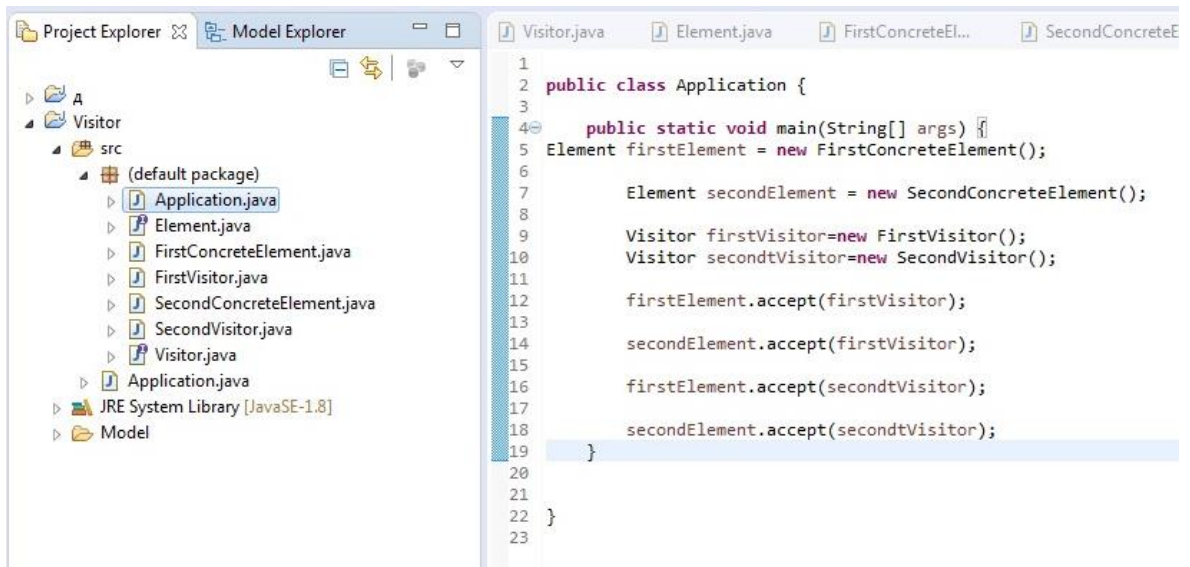 Project Explorer Model Explorer
д
Visitor
src
(default package)
Application.java
Element.java
FirstConcreteElement.java
FirstVisitor.java
SecondConcreteElement.java
SecondVisitor.java
Visitor.java
Application.java
JRE System Library [JavaSE-1.8]
Model
Visitor.java Element.java FirstConcreteEl... SecondConcreteE
1
2 public class Application {
3
4 public static void main(String[] args) {
5 Element firstElement = new FirstConcreteElement();
6
7 Element secondElement = new SecondConcreteElement();
8
9 Visitor firstVisitor=new FirstVisitor();
10 Visitor secondtVisitor=new SecondVisitor();
11
12 firstElement.accept(firstVisitor);
13
14 secondElement.accept(firstVisitor);
15
16 firstElement.accept(secondtVisitor);
17
18 secondElement.accept(secondtVisitor);
19 }
20
21
22 }
23